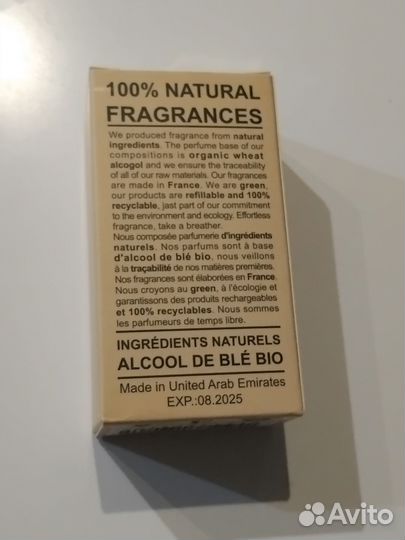 100% NATURAL
FRAGRANCES
We produced fragrance from natural
ingredients. The perfume base of our
compositions is organic wheat
alcogol and we ensure the traceability
of all of our raw materials. Our fragrances
are made in France. We are green,
our products are refillable and 100%
recyclable, jast part of our commitment
to the environment and ecology. Effortless
fragrance, take a breather.
Nous composée parfumerie d'ingrédients
naturels. Nos parfums sont à base
d'alcool de blé bio, nous veillons
à la traçabilité de nos matières premières.
Nos fragrances sont élaborées en France.
Nous croyons au green, à l'écologie et
garantissons des produits rechargeables
et 100% recyclables. Nous sommes
les parfumeurs de temps libre.
INGRÉDIENTS NATURELS
ALCOOL DE BLÉ BIO
Made in United Arab Emirates
EXP.:08.2025
Avito